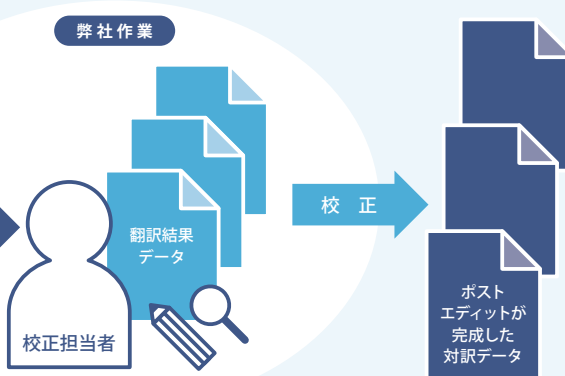 弊社作業
翻訳結果
データ
校正担当者
校 正
ポスト
エディットが
完成した
対訳データ